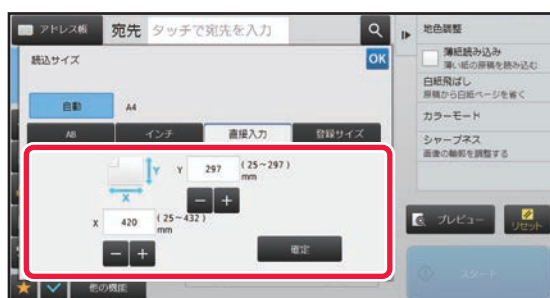 アドレス帳 宛先 タッチで宛先を入力
読込サイズ OK
自動 A4
AB インチ 直接入力 登録サイズ
Y Y 297 (25~297) mm
X
X 420 (25~432) mm
確定
他の機能
地色調整
薄紙読み込み
薄い紙の原稿を読み込む
白紙飛ばし
原稿から白紙ページを省く
カラーモード
シャープネス
画像の輪郭を調整する
プレビュー リセット
スタート